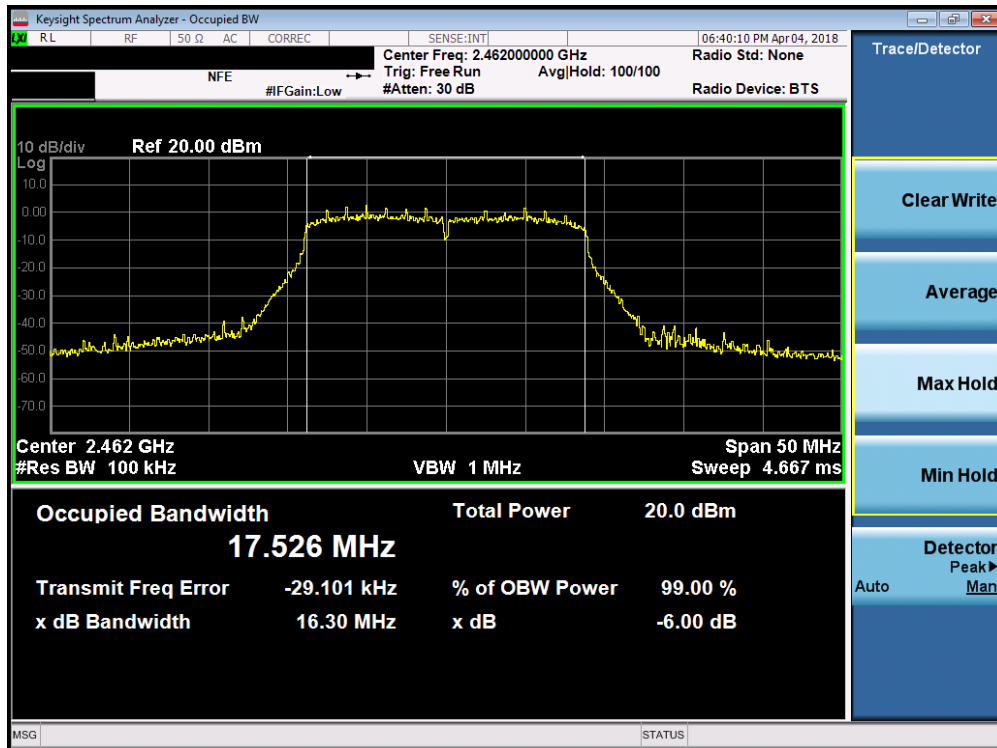 Keysight Spectrum Analyzer - Occupied BW
LXI RL RF 50 Ω AC CORREC SENSE:INT 06:40:10 PM Apr 04, 2018
Center Freq: 2.462000000 GHz Radio Std: None
NFE Trig: Free Run Avg|Hold: 100/100
#IFGain:Low #Atten: 30 dB Radio Device: BTS
10 dB/div Ref 20.00 dBm
Log
10.0
0.00
-10.0
-20.0
-30.0
-40.0
-50.0
-60.0
-70.0
Center 2.462 GHz Span 50 MHz
#Res BW 100 kHz VBW 1 MHz Sweep 4.667 ms
Occupied Bandwidth Total Power 20.0 dBm
17.526 MHz
Transmit Freq Error -29.101 kHz % of OBW Power 99.00 %
x dB Bandwidth 16.30 MHz x dB -6.00 dB
MSG STATUS
Trace/Detector
Clear Write
Average
Max Hold
Min Hold
Detector
Peak▶
Auto Man